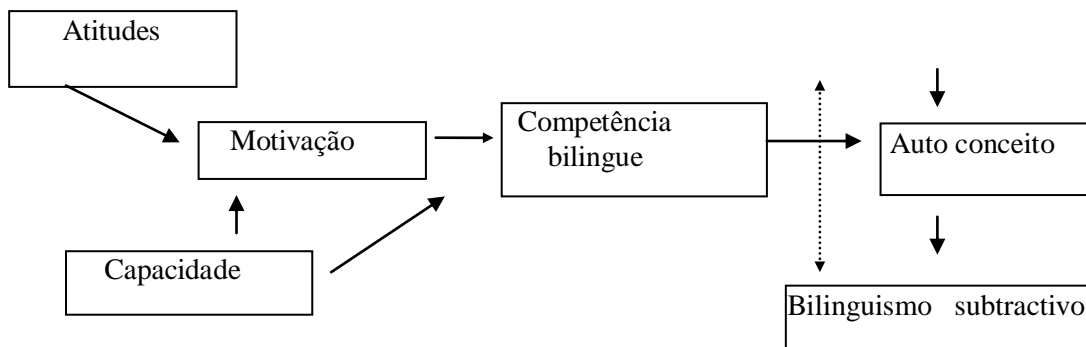 Atitudes
Motivação
Competência
bilingue
Auto conceito
Capacidade
Bilinguismo subtractivo